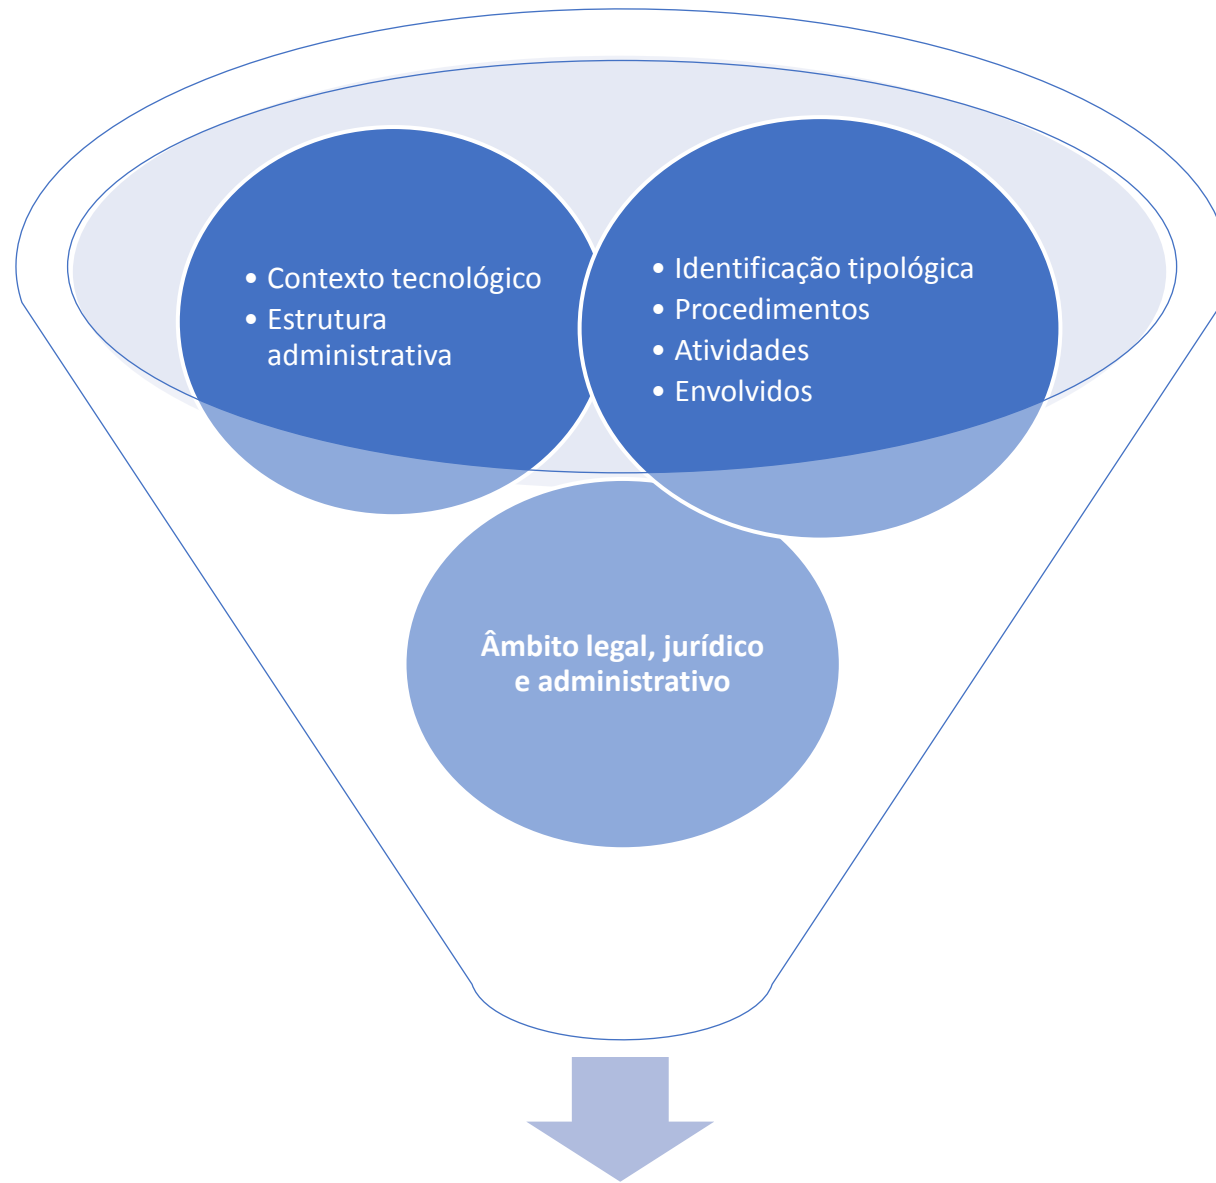 • Contexto tecnológico
• Estrutura
administrativa
• Identificação tipológica
• Procedimentos
• Atividades
• Envolvidos
Âmbito legal, jurídico
e administrativo